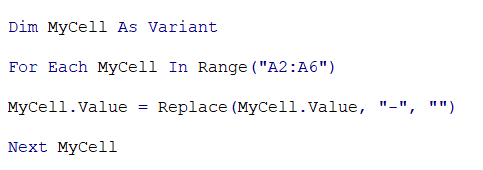 Dim MyCell As Variant
For Each MyCell In Range("A2:A6")
MyCell.Value = Replace(MyCell.Value, "-", "")
Next MyCell